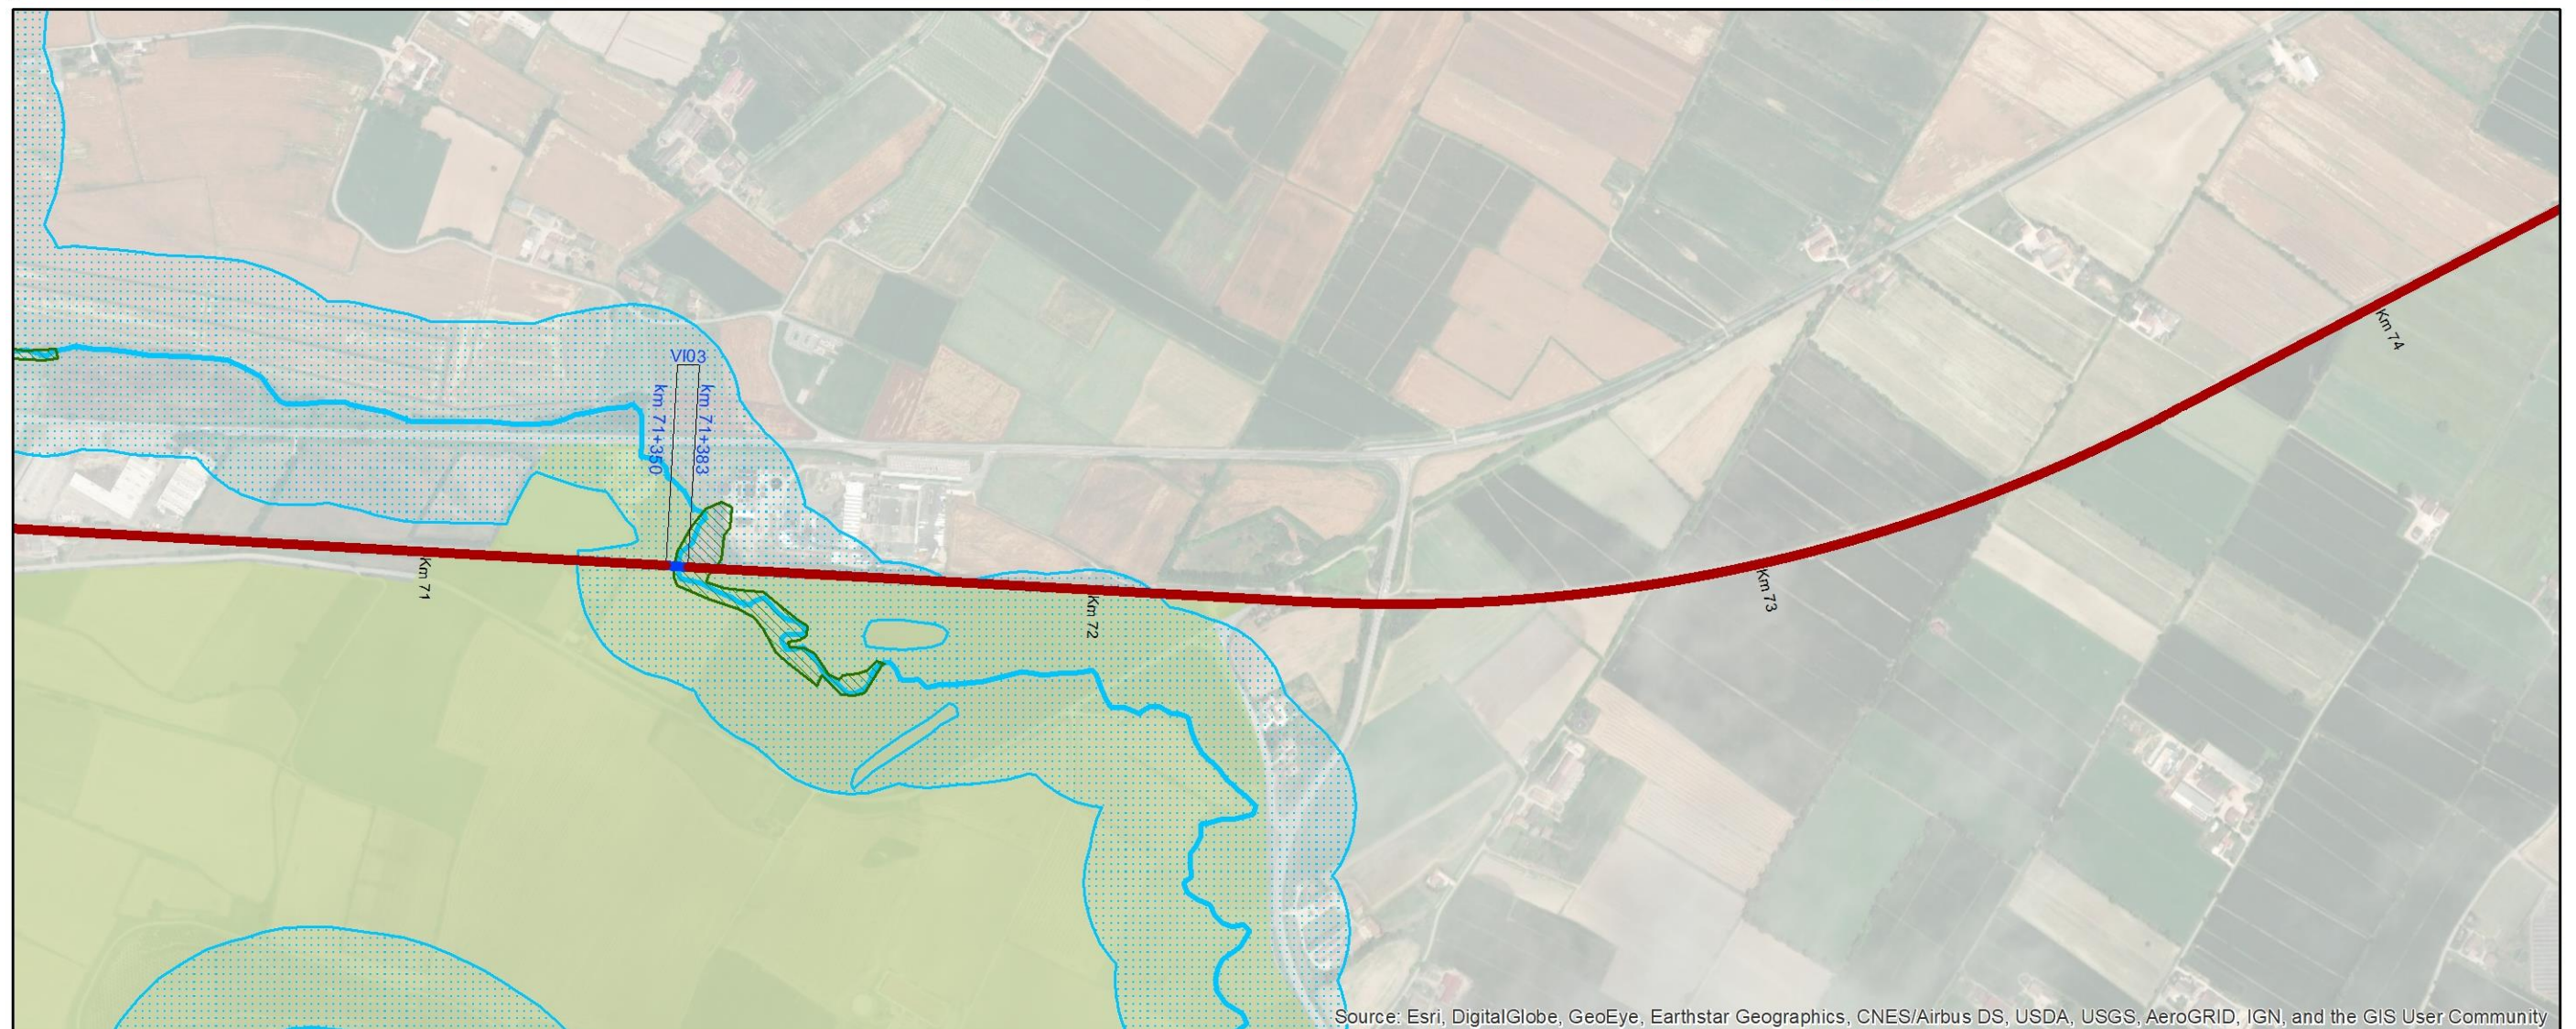 VI03
km 71+350
km 71+383
Km 71
Km 72
Km 73
Km 74
Source: Esri, DigitalGlobe, GeoEye, Earthstar Geographics, CNES/Airbus DS, USDA, USGS, AeroGRID, IGN, and the GIS User Community